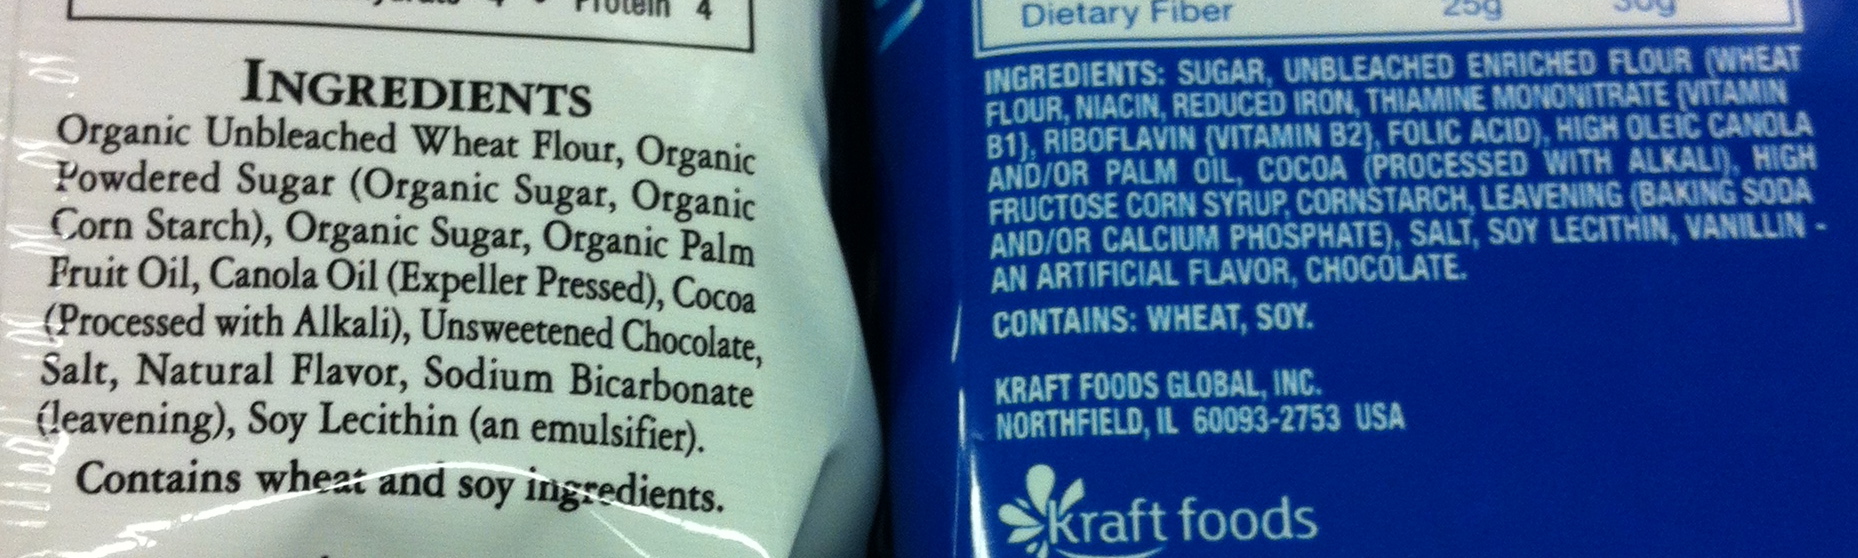 Protein 4
INGREDIENTS
Organic Unbleached Wheat Flour, Organic
Powdered Sugar (Organic Sugar, Organic
Corn Starch), Organic Sugar, Organic Palm
Fruit Oil, Canola Oil (Expeller Pressed), Cocoa
(Processed with Alkali), Unsweetened Chocolate,
Salt, Natural Flavor, Sodium Bicarbonate
(leavening), Soy Lecithin (an emulsifier).
Contains wheat and soy ingredients.
Dietary Fiber 25g 30g
INGREDIENTS: SUGAR, UNBLEACHED ENRICHED FLOUR (WHEAT
FLOUR, NIACIN, REDUCED IRON, THIAMINE MONONITRATE {VITAMIN
B1}, RIBOFLAVIN {VITAMIN B2}, FOLIC ACID), HIGH OLEIC CANOLA
AND/OR PALM OIL, COCOA (PROCESSED WITH ALKALI), HIGH
FRUCTOSE CORN SYRUP, CORNSTARCH, LEAVENING (BAKING SODA
AND/OR CALCIUM PHOSPHATE), SALT, SOY LECITHIN, VANILLIN -
AN ARTIFICIAL FLAVOR, CHOCOLATE.
CONTAINS: WHEAT, SOY.
KRAFT FOODS GLOBAL, INC.
NORTHFIELD, IL 60093-2753 USA
kraft foods